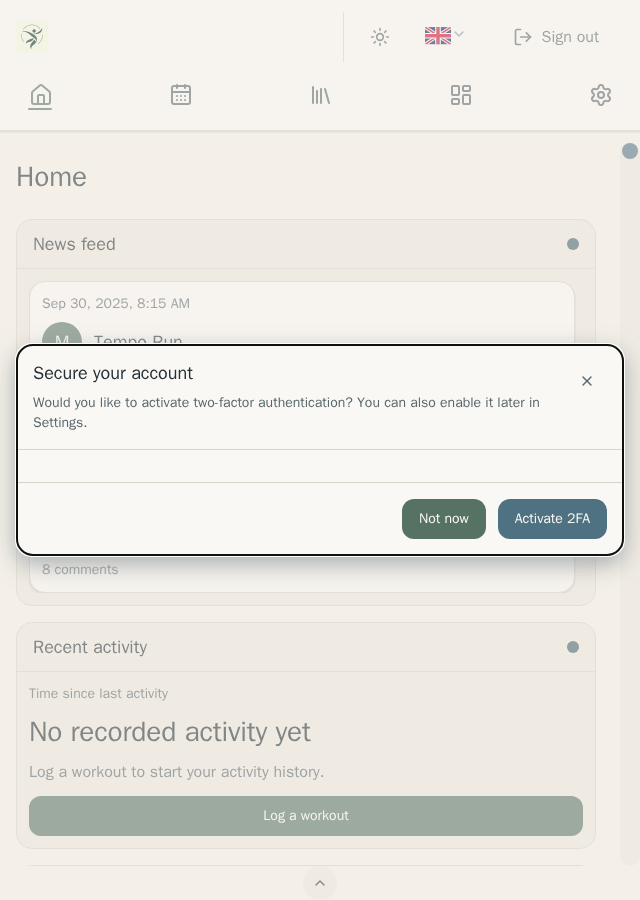 Sign out
Home
News feed
Sep 30, 2025, 8:15 AM
M Tempo Run
Secure your account
Would you like to activate two-factor authentication? You can also enable it later in
Settings.
Not now
Activate 2FA
8 comments
Recent activity
Time since last activity
No recorded activity yet
Log a workout to start your activity history.
Log a workout